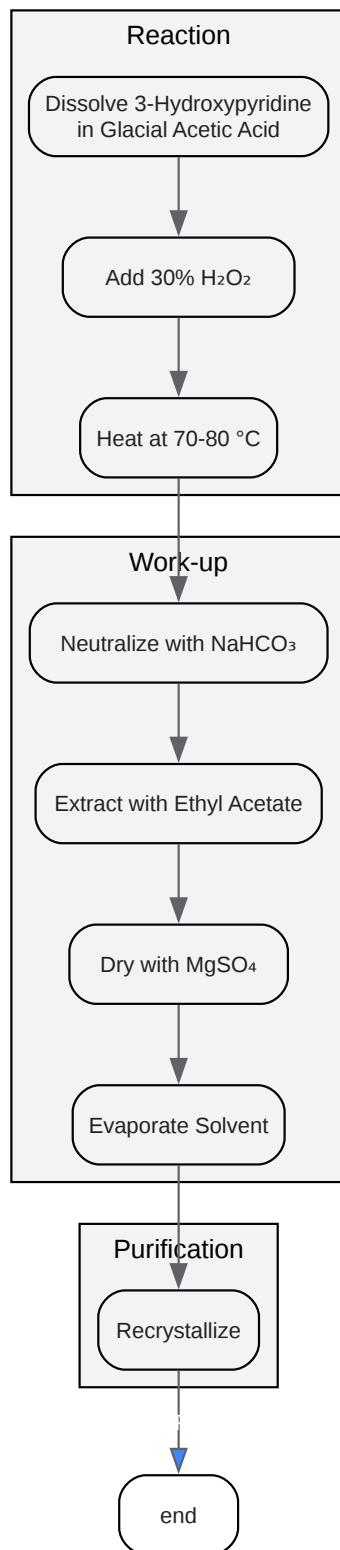 Reaction
Dissolve 3-Hydroxypyridine
in Glacial Acetic Acid
Add 30% H₂O₂
Heat at 70-80 °C
Work-up
Neutralize with NaHCO₃
Extract with Ethyl Acetate
Dry with MgSO₄
Evaporate Solvent
Purification
Recrystallize
end